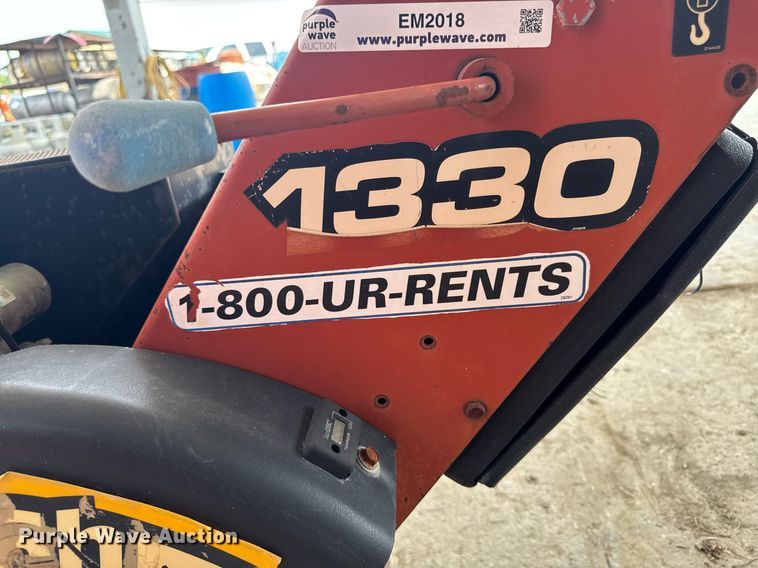 purple wave AUCTION
EM2018
www.purplewave.com
1330
1-800-UR-RENTS
Purple Wave Auction